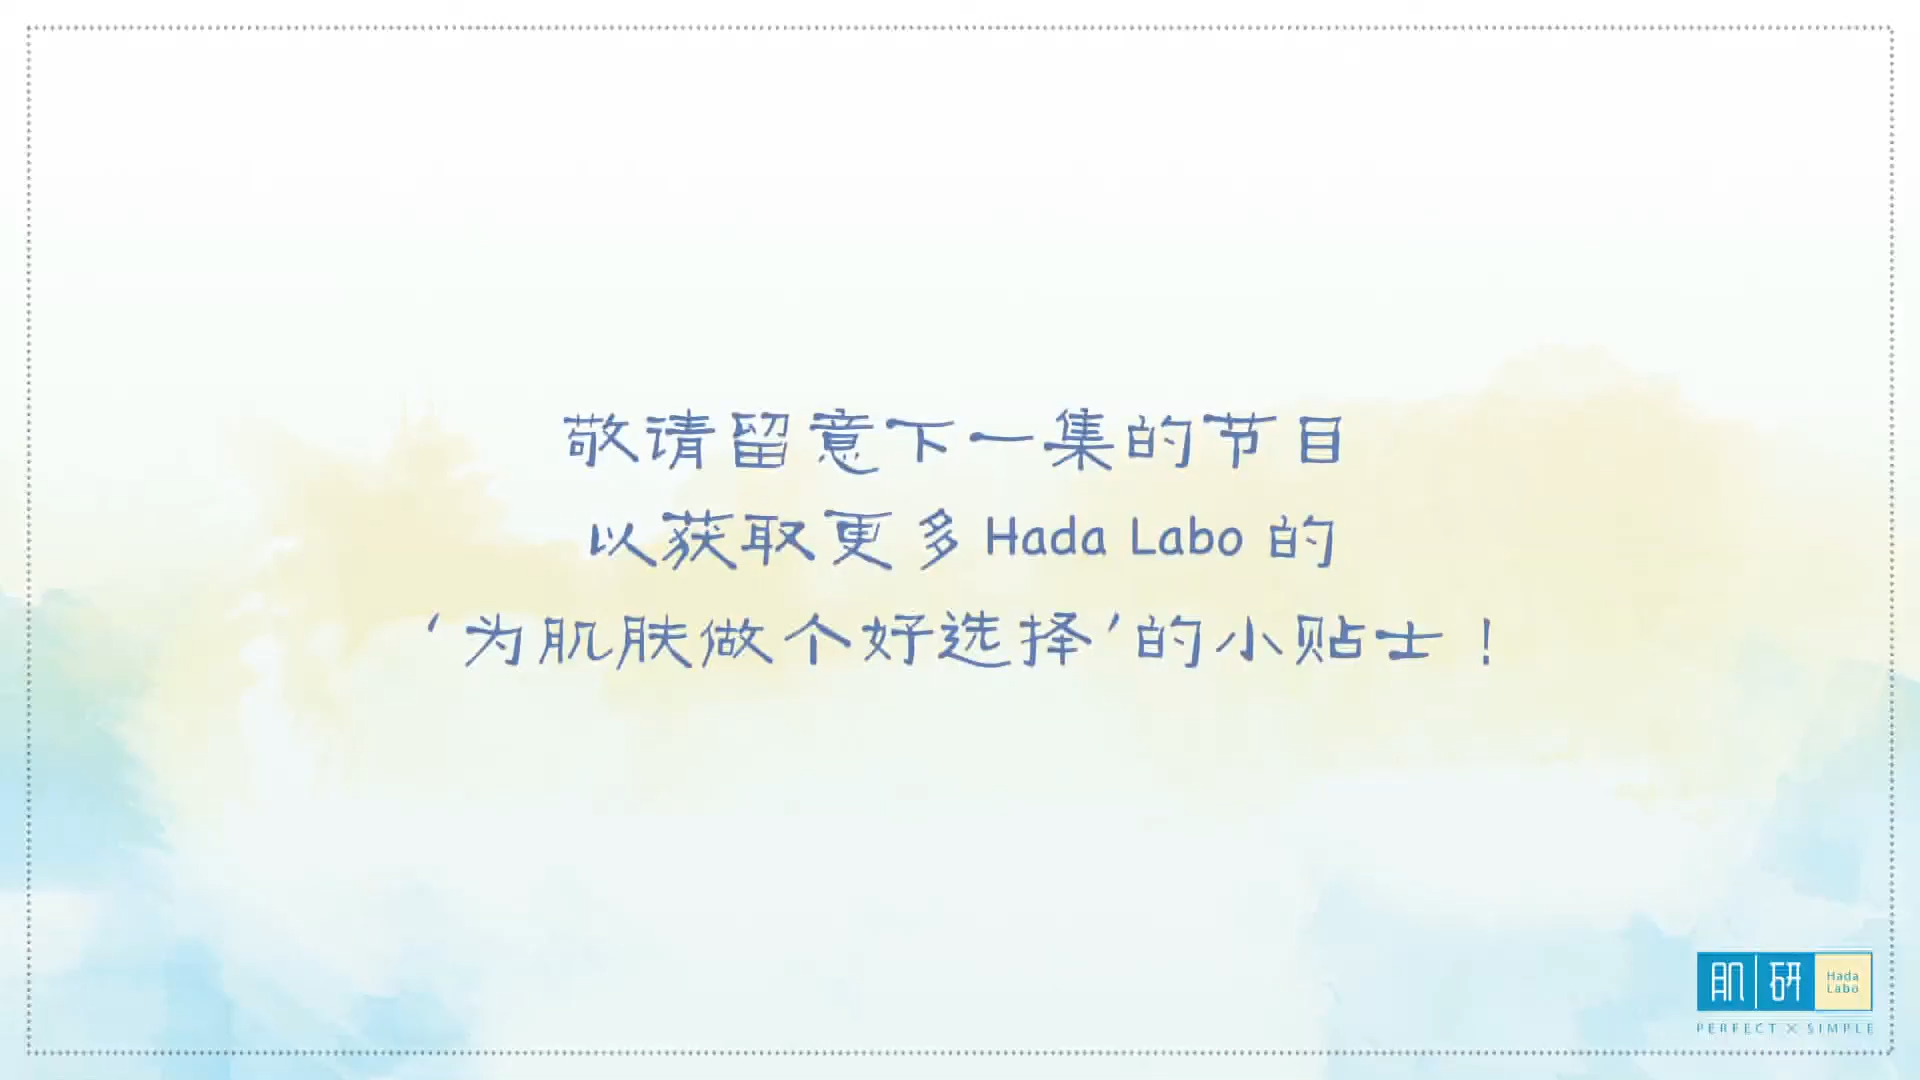 敬请留意下一集的节目
以获取更多 Hada Labo 的
‘为肌肤做个好选择’的小贴士！
肌研 Hada Labo
PERFECT X SIMPLE